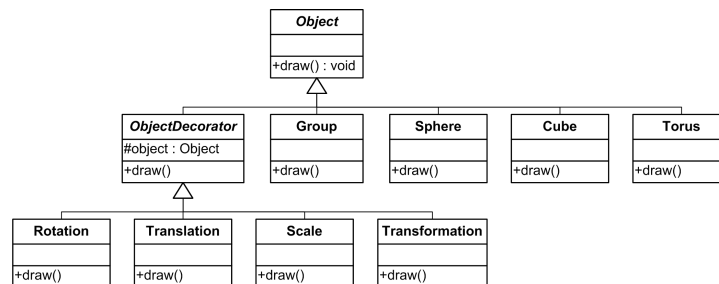 Object
+draw() : void
ObjectDecorator
#object : Object
+draw()
Group
+draw()
Sphere
+draw()
Cube
+draw()
Torus
+draw()
Rotation
+draw()
Translation
+draw()
Scale
+draw()
Transformation
+draw()